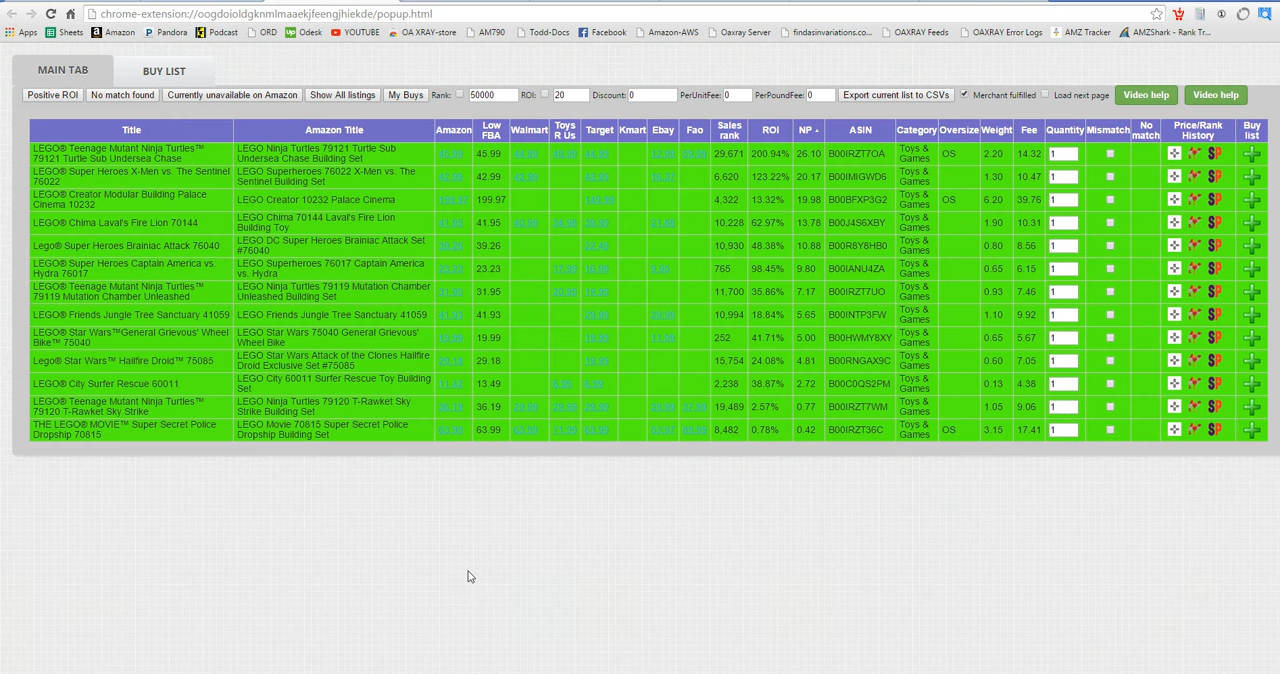 chrome-extension://oogdoioldgknmlmaaekjfeengjhiekde/popup.html
Apps Sheets Amazon Pandora Podcast ORD Odesk YOUTUBE OA XRAY-store AM790 Todd-Docs Facebook Amazon-AWS Oaxray Server findasinvariations.co... OAXRAY Feeds OAXRAY Error Logs AMZ Tracker AMZShark - Rank Tr...
MAIN TAB BUY LIST
Positive ROI No match found Currently unavailable on Amazon Show All listings My Buys Rank: 50000 ROI: 20 Discount: 0 PerUnitFee: 0 PerPoundFee: 0 Export current list to CSVs Merchant fulfilled Load next page Video help Video help
Title Amazon Title Amazon Low FBA Walmart Toys R Us Target Kmart Ebay Fao Sales rank ROI NP ASIN Category Oversize Weight Fee Quantity Mismatch No match Price/Rank History Buy list
LEGO® Teenage Mutant Ninja Turtles™ 79121 Turtle Sub Undersea Chase LEGO Ninja Turtles 79121 Turtle Sub Undersea Chase Building Set 45.99 29,671 200.94% 26.10 B00IRZT7OA Toys & Games OS 2.20 14.32 1 SP
LEGO® Super Heroes X-Men vs. The Sentinel 76022 LEGO Superheroes 76022 X-Men vs. The Sentinel Building Set 42.99 6,620 123.22% 20.17 B00IMIGWD6 Toys & Games 1.30 10.47 1 SP
LEGO® Creator Modular Building Palace Cinema 10232 LEGO Creator 10232 Palace Cinema 199.97 4,322 13.32% 19.98 B00BFXP3G2 Toys & Games OS 6.20 39.76 1 SP
LEGO® Chima Laval's Fire Lion 70144 LEGO Chima 70144 Laval's Fire Lion Building Toy 41.95 10,228 62.97% 13.78 B00J4S6XBY Toys & Games 1.90 10.31 1 SP
Lego® Super Heroes Brainiac Attack 76040 LEGO DC Super Heroes Brainiac Attack Set #76040 39.26 39.26 10,930 48.38% 10.88 B00R8Y8HB0 Toys & Games 0.80 8.56 1 SP
LEGO® Super Heroes Captain America vs. Hydra 76017 LEGO Superheroes 76017 Captain America vs. Hydra 23.23 765 98.45% 9.80 B00IANU4ZA Toys & Games 0.65 6.15 1 SP
LEGO® Teenage Mutant Ninja Turtles™ 79119 Mutation Chamber Unleashed LEGO Ninja Turtles 79119 Mutation Chamber Unleashed Building Set 31.95 11,700 35.86% 7.17 B00IRZT7UO Toys & Games 0.93 7.46 1 SP
LEGO® Friends Jungle Tree Sanctuary 41059 LEGO Friends Jungle Tree Sanctuary 41059 41.93 10,994 18.84% 5.65 B00INTP3FW Toys & Games 1.10 9.92 1 SP
LEGO® Star Wars™General Grievous' Wheel Bike™ 75040 LEGO Star Wars 75040 General Grievous' Wheel Bike 19.99 252 41.71% 5.00 B00HWMY8XY Toys & Games 0.65 5.67 1 SP
Lego® Star Wars™ Hailfire Droid™ 75085 LEGO Star Wars Attack of the Clones Hailfire Droid Exclusive Set #75085 29.18 15,754 24.08% 4.81 B00RNGAX9C Toys & Games 0.60 7.05 1 SP
LEGO® City Surfer Rescue 60011 LEGO City 60011 Surfer Rescue Toy Building Set 13.49 2,238 38.87% 2.72 B00C0QS2PM Toys & Games 0.13 4.38 1 SP
LEGO® Teenage Mutant Ninja Turtles™ 79120 T-Rawket Sky Strike LEGO Ninja Turtles 79120 T-Rawket Sky Strike Building Set 36.19 36.19 19,489 2.57% 0.77 B00IRZT7WM Toys & Games 1.05 9.06 1 SP
THE LEGO® MOVIE™ Super Secret Police Dropship 70815 LEGO Movie 70815 Super Secret Police Dropship Building Set 63.99 8,482 0.78% 0.42 B00IRZT36C Toys & Games OS 3.15 17.41 1 SP